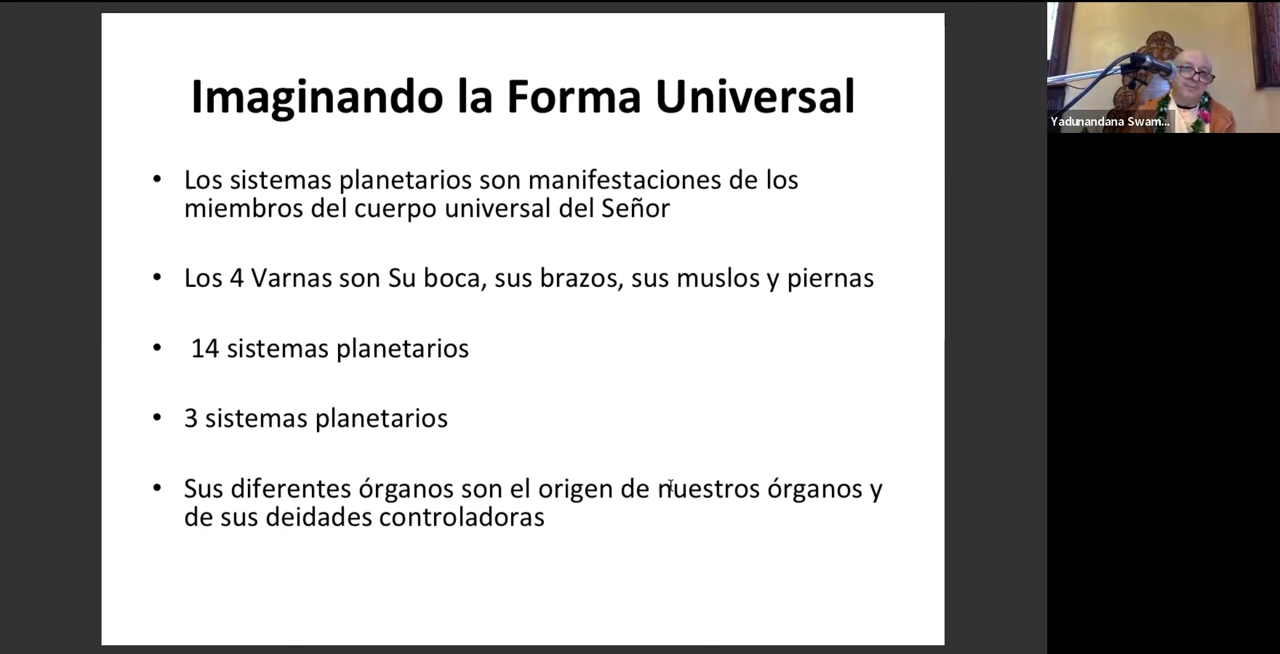 Imaginando la Forma Universal
• Los sistemas planetarios son manifestaciones de los
miembros del cuerpo universal del Señor
• Los 4 Varnas son Su boca, sus brazos, sus muslos y piernas
• 14 sistemas planetarios
• 3 sistemas planetarios
• Sus diferentes órganos son el origen de nuestros órganos y
de sus deidades controladoras
Yadunandana Swam...